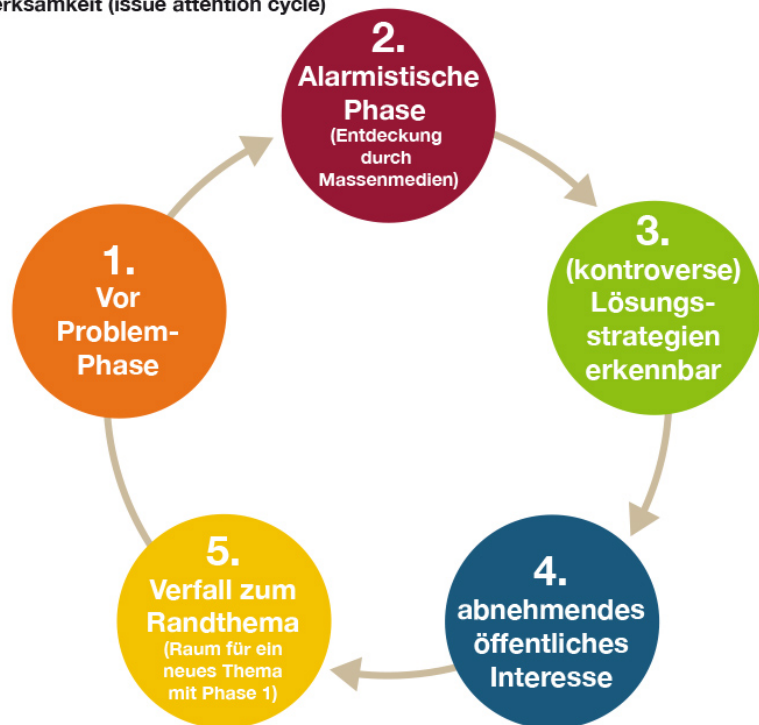 (issue attention cycle)
1.
Vor
Problem-
Phase
2.
Alarmistische
Phase
(Entdeckung
durch
Massenmedien)
3.
(kontroverse)
Lösungs-
strategien
erkennbar
4.
abnehmendes
öffentliches
Interesse
5.
Verfall zum
Randthema
(Raum für ein
neues Thema
mit Phase 1)